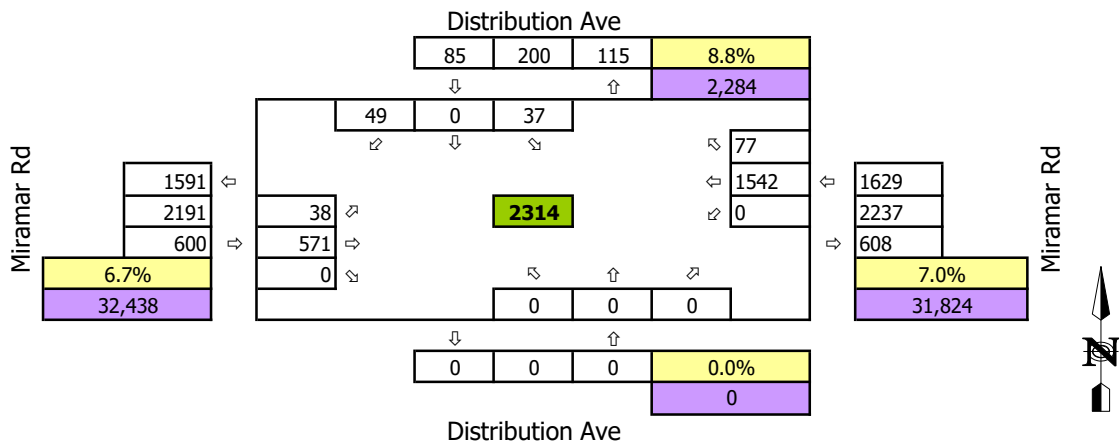 Distribution Ave
85 200 115 8.8%
⇩ ⇧ 2,284
49 0 37
⬃ ⇩ ⬂ ⬁ 77
1591 ⇦ ⇦ 1542 ⇦ 1629
Miramar Rd 2191 38 ⬀ 2314 ⬃ 0 2237 Miramar Rd
600 ⇨ 571 ⇨ ⇨ 608
6.7% 0 ⬂ ⬁ ⇧ ⬀ 7.0%
32,438 0 0 0 31,824
⇩ ⇧
0 0 0 0.0%
0
Distribution Ave
N